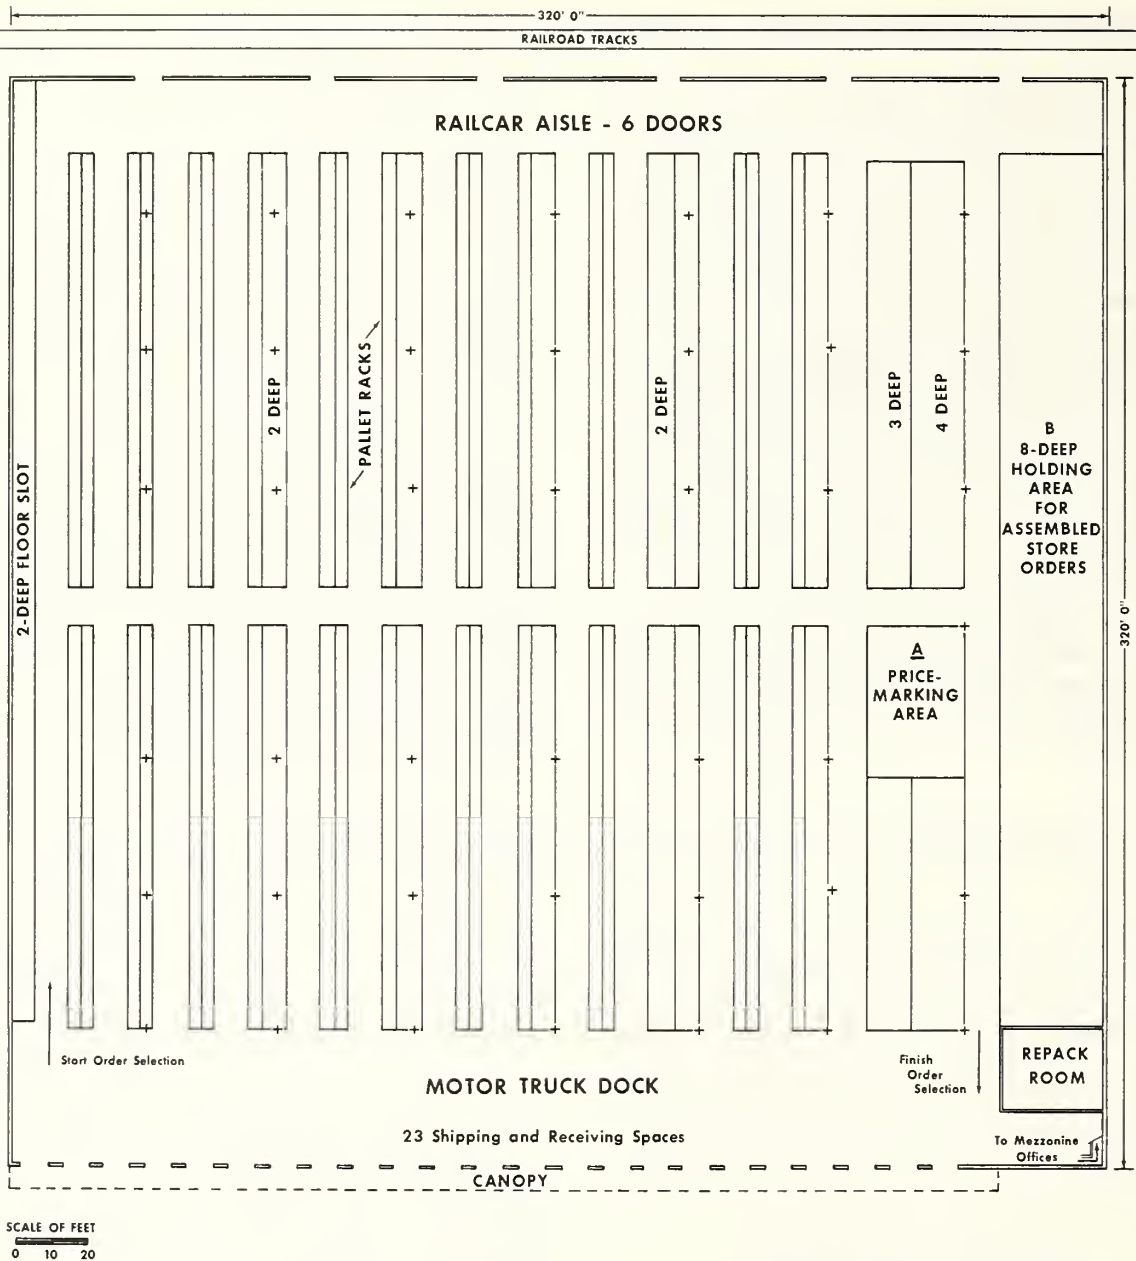 320' 0"
RAILROAD TRACKS
RAILCAR AISLE - 6 DOORS
2-DEEP FLOOR SLOT
2 DEEP
PALLET RACKS
2 DEEP
3 DEEP
4 DEEP
B
8-DEEP
HOLDING
AREA
FOR
ASSEMBLED
STORE
ORDERS
320' 0"
A
PRICE-
MARKING
AREA
Start Order Selection
Finish
Order
Selection
REPACK
ROOM
MOTOR TRUCK DOCK
23 Shipping and Receiving Spaces
To Mezzonine
Offices
CANOPY
SCALE OF FEET
0 10 20